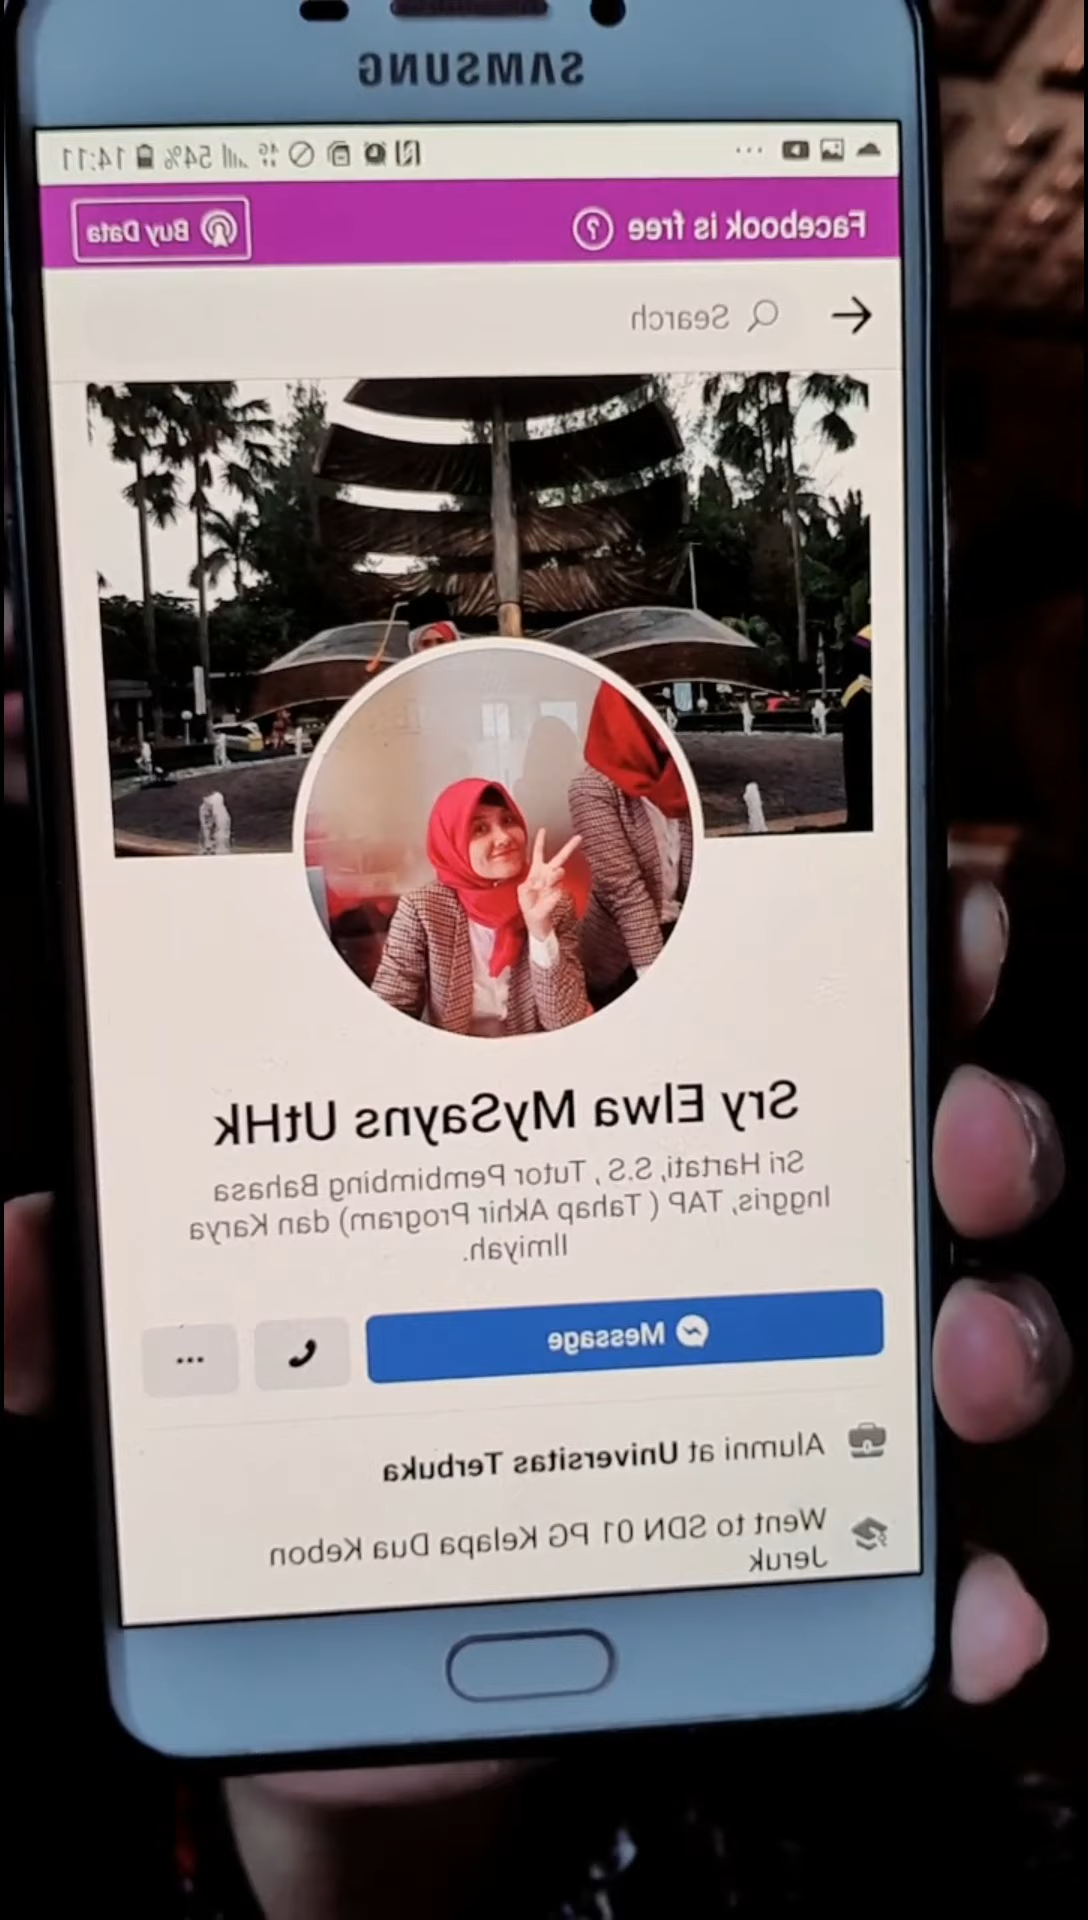 SAMSUNG
54% 14:11
Facebook is free ? Buy Data
Search
Sry Elwa MySayns UtHk
Sri Hartati, S.S , Tutor Pembimbing Bahasa
Inggris, TAP ( Tahap Akhir Program) dan Karya
Ilmiyah.
Message
Alumni at Universitas Terbuka
Went to SDN 01 PG Kelapa Dua Kebon
Jeruk